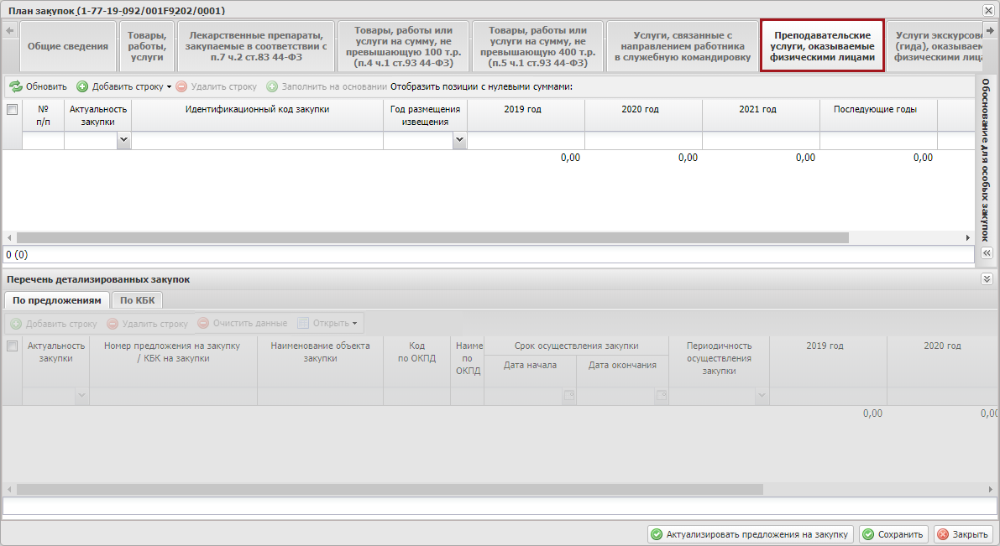 План закупок (1-77-19-092/001F9202/0001)
Общие сведения
Товары,
работы,
услуги
Лекарственные препараты,
закупаемые в соответствии с
п.7 ч.2 ст.83 44-ФЗ
Товары, работы или
услуги на сумму, не
превышающую 100 т.р.
(п.4 ч.1 ст.93 44-ФЗ)
Товары, работы или
услуги на сумму, не
превышающую 400 т.р.
(п.5 ч.1 ст.93 44-ФЗ)
Услуги, связанные с
направлением работника
в служебную командировку
Преподавательские
услуги, оказываемые
физическими лицами
Услуги экскурсово
(гида), оказываем
физическими лица
Обновить Добавить строку Удалить строку Заполнить на основании Отобразить позиции с нулевыми суммами:
№
п/п
Актуальность
закупки
Идентификационный код закупки
Год размещения
извещения
2019 год 2020 год 2021 год Последующие годы
0,00 0,00 0,00 0,00
Обоснование для особых закупок
0 (0)
Перечень детализированных закупок
По предложениям По КБК
Добавить строку Удалить строку Очистить данные Открыть
Актуальность
закупки
Номер предложения на закупку
/ КБК на закупки
Наименование объекта
закупки
Код
по ОКПД
Наиме
по
ОКПД
Срок осуществления закупки
Дата начала Дата окончания
Периодичность
осуществления
закупки
2019 год 2020 год
0,00 0,00
Актуализировать предложения на закупку Сохранить Закрыть